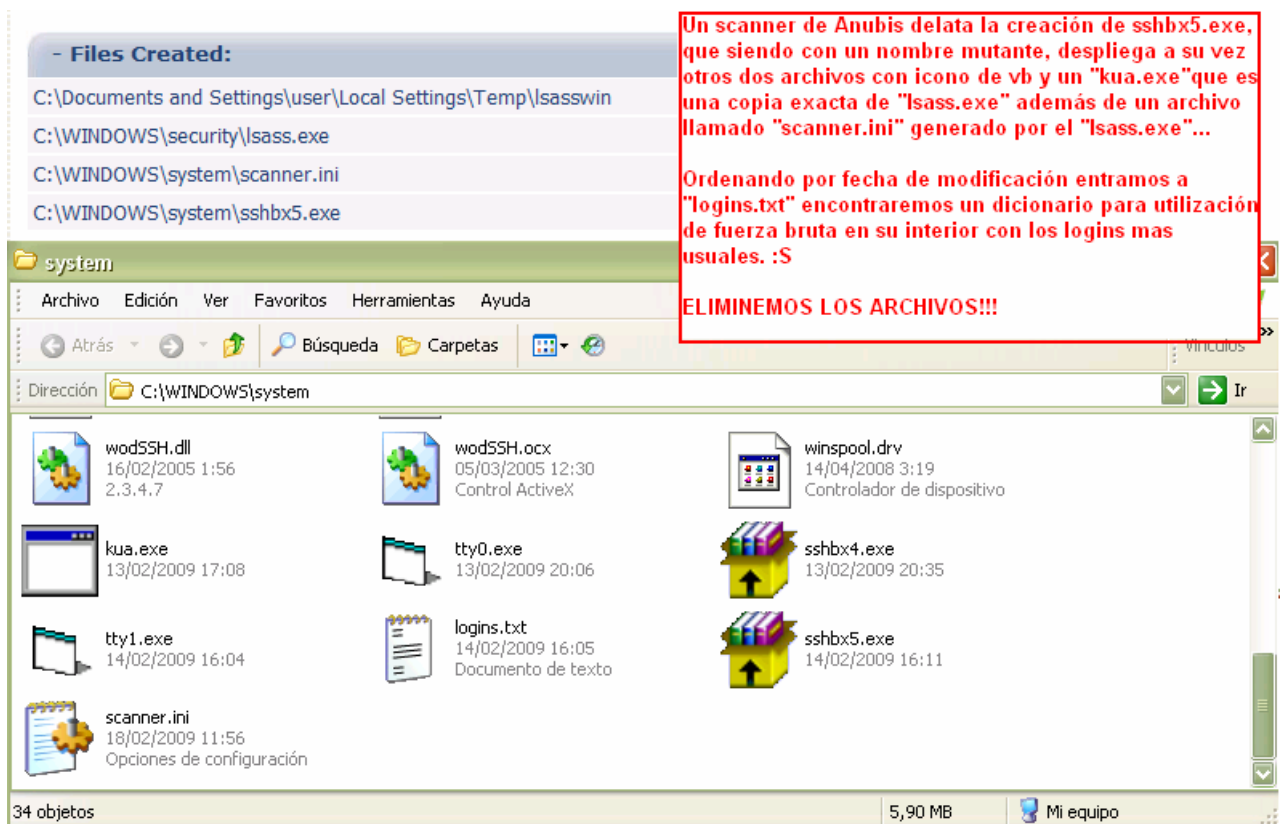 - Files Created:
C:\Documents and Settings\user\Local Settings\Temp\lsasswin
C:\WINDOWS\security\lsass.exe
C:\WINDOWS\system\scanner.ini
C:\WINDOWS\system\sshbx5.exe
Un scanner de Anubis delata la creación de sshbx5.exe,
que siendo con un nombre mutante, despliega a su vez
otros dos archivos con icono de vb y un "kua.exe"que es
una copia exacta de "lsass.exe" además de un archivo
llamado "scanner.ini" generado por el "lsass.exe"...
Ordenando por fecha de modificación entramos a
"logins.txt" encontraremos un dicionario para utilización
de fuerza bruta en su interior con los logins mas
usuales. :S
ELIMINEMOS LOS ARCHIVOS!!!
system
Archivo Edición Ver Favoritos Herramientas Ayuda
Atrás Búsqueda Carpetas Vínculos »
Dirección C:\WINDOWS\system Ir
wodSSH.dll
16/02/2005 1:56
2.3.4.7
wodSSH.ocx
05/03/2005 12:30
Control ActiveX
winspool.drv
14/04/2008 3:19
Controlador de dispositivo
kua.exe
13/02/2009 17:08
tty0.exe
13/02/2009 20:06
sshbx4.exe
13/02/2009 20:35
tty1.exe
14/02/2009 16:04
logins.txt
14/02/2009 16:05
Documento de texto
sshbx5.exe
14/02/2009 16:11
scanner.ini
18/02/2009 11:56
Opciones de configuración
34 objetos 5,90 MB Mi equipo